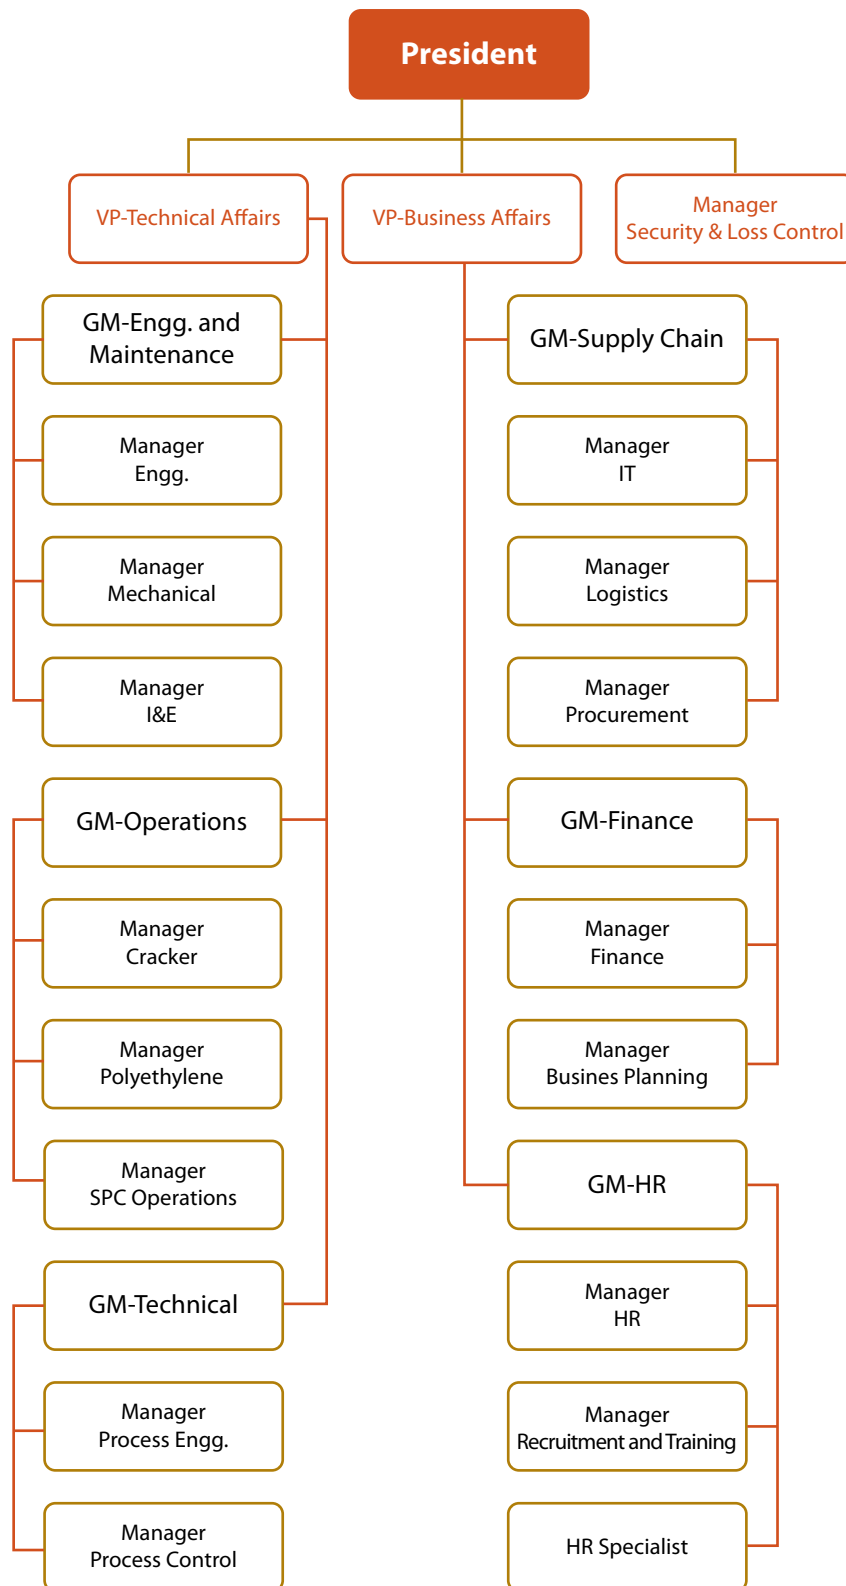 President
VP-Technical Affairs
VP-Business Affairs
Manager
Security & Loss Control
GM-Engg. and
Maintenance
Manager
Engg.
Manager
Mechanical
Manager
I&E
GM-Operations
Manager
Cracker
Manager
Polyethylene
Manager
SPC Operations
GM-Technical
Manager
Process Engg.
Manager
Process Control
GM-Supply Chain
Manager
IT
Manager
Logistics
Manager
Procurement
GM-Finance
Manager
Finance
Manager
Busines Planning
GM-HR
Manager
HR
Manager
Recruitment and Training
HR Specialist